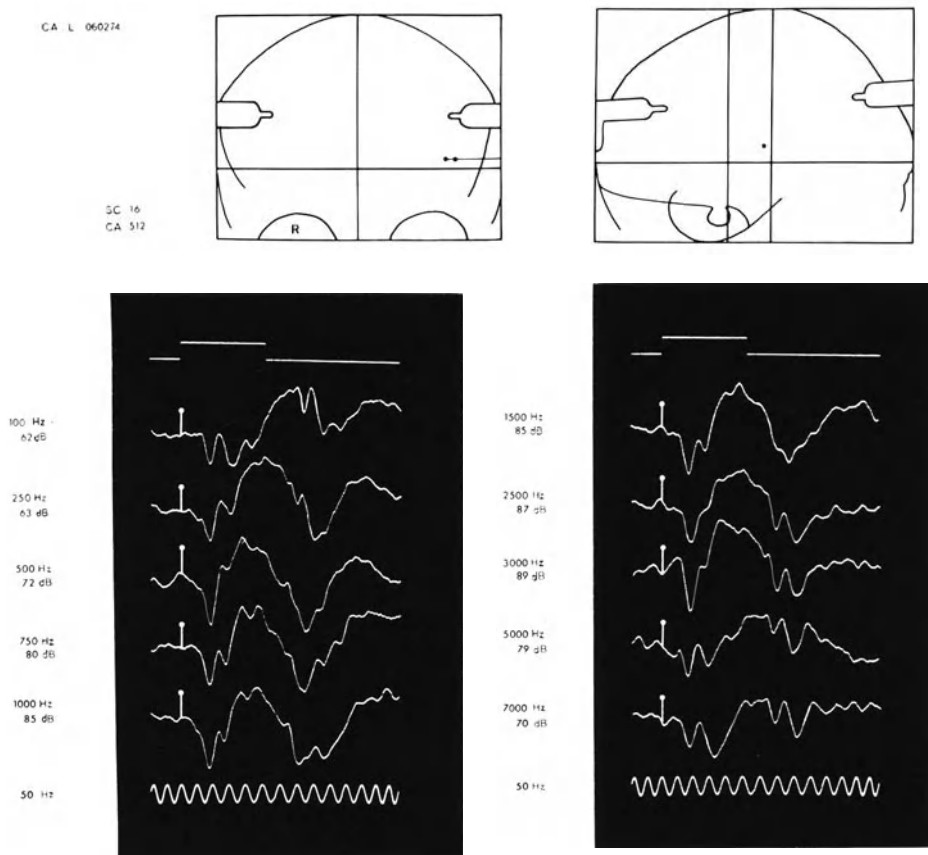 CA L 060274
SC 16
CA 512
R
100 Hz -
62dB
250 Hz
63 dB
500 Hz
72 dB
750 Hz
80 dB
1000 Hz
85 dB
50 Hz
1500 Hz
85 dB
2500 Hz
87 dB
3000 Hz
89 dB
5000 Hz
79 dB
7000 Hz
70 dB
50 Hz